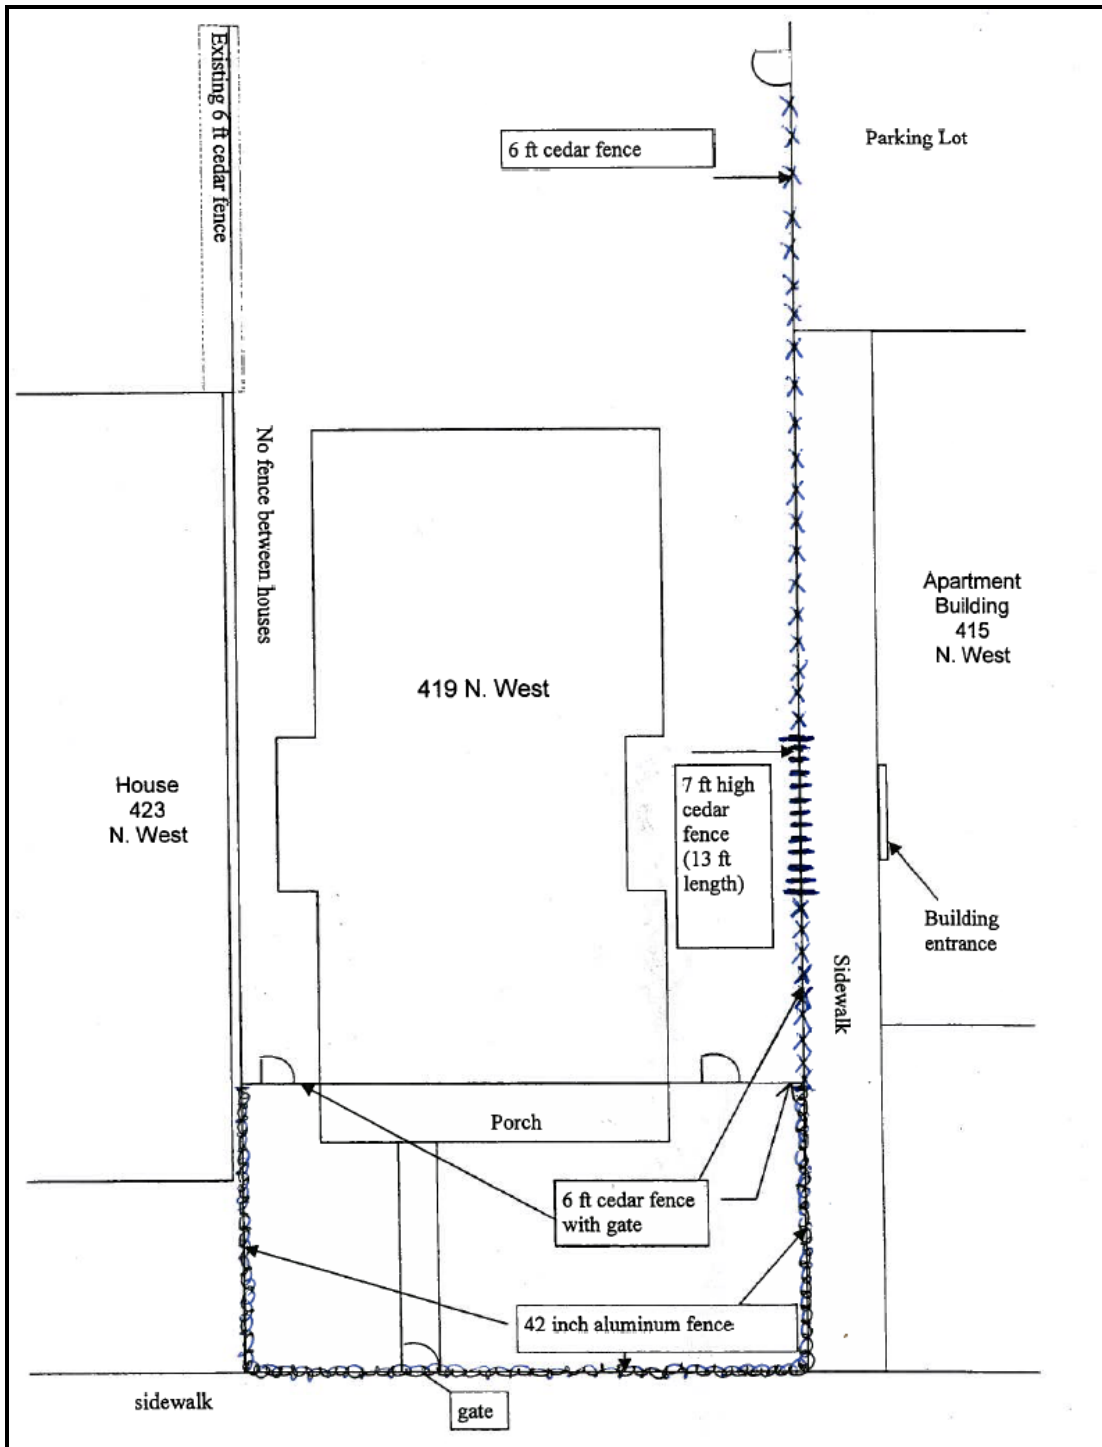 Existing 6 ft cedar fence
6 ft cedar fence
Parking Lot
No fence between houses
Apartment
Building
415
N. West
419 N. West
House
423
N. West
7 ft high
cedar
fence
(13 ft
length)
Building
entrance
Sidewalk
Porch
6 ft cedar fence
with gate
42 inch aluminum fence
sidewalk
gate